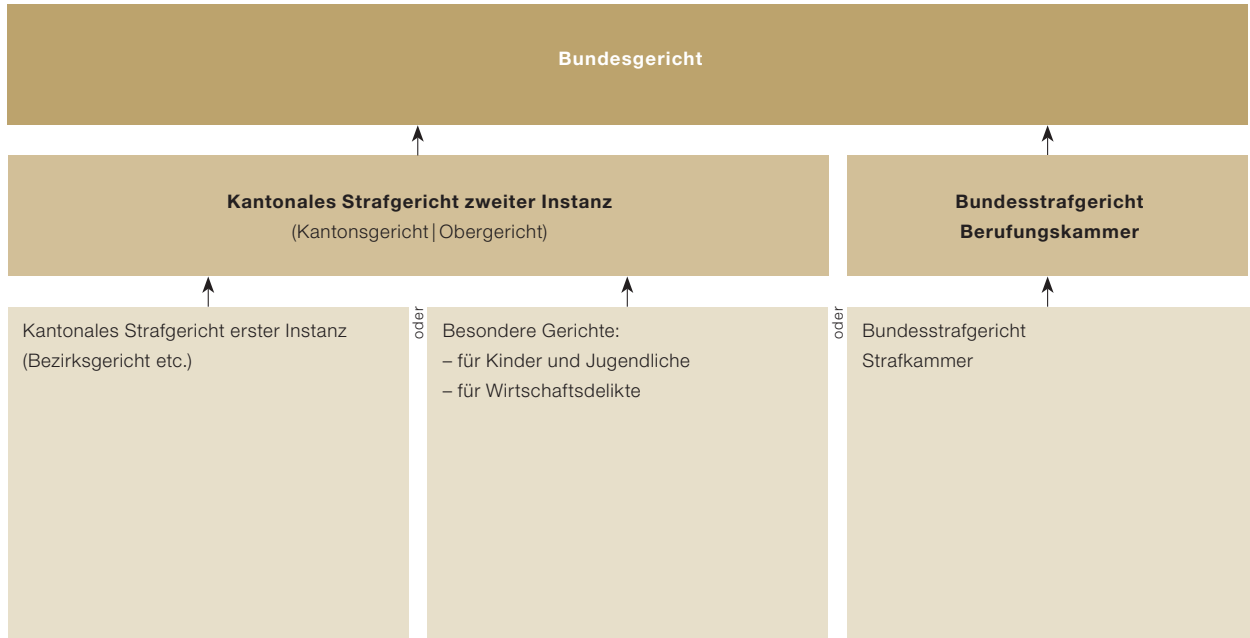 Bundesgericht
Kantonales Strafgericht zweiter Instanz
(Kantonsgericht|Obergericht)
Bundesstrafgericht
Berufungskammer
Kantonales Strafgericht erster Instanz
(Bezirksgericht etc.)
oder
Besondere Gerichte:
– für Kinder und Jugendliche
– für Wirtschaftsdelikte
oder
Bundesstrafgericht
Strafkammer